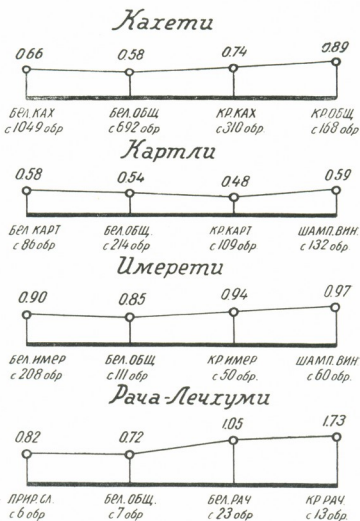 Кахети
0.66 0.58 0.74 0.89
БЕЛ.КАХ БЕЛ.ОБЩ КР.КАХ КР.ОБЩ
с 1049 обр с 692 обр с 310 обр с 168 обр
Картли
0.58 0.54 0.48 0.59
БЕЛ.КАРТ БЕЛ.ОБЩ. КР.КАРТ ШАМП.ВИН.
с 86 обр с 214 обр с 109 обр с 132 обр
Имерети
0.90 0.85 0.94 0.97
БЕЛ.ИМЕР БЕЛ.ОБЩ КР ИМЕР ШАМП.ВИН
с 208 обр с 111 обр с 50 обр. с 60 обр.
Рача-Лечхуми
0.82 0.72 1.05 1.73
ПРИР.СЛ. БЕЛ.ОБЩ. БЕЛ.РАЧ КР РАЧ.
с 6 обр с 7 обр с 23 обр с 13 обр.